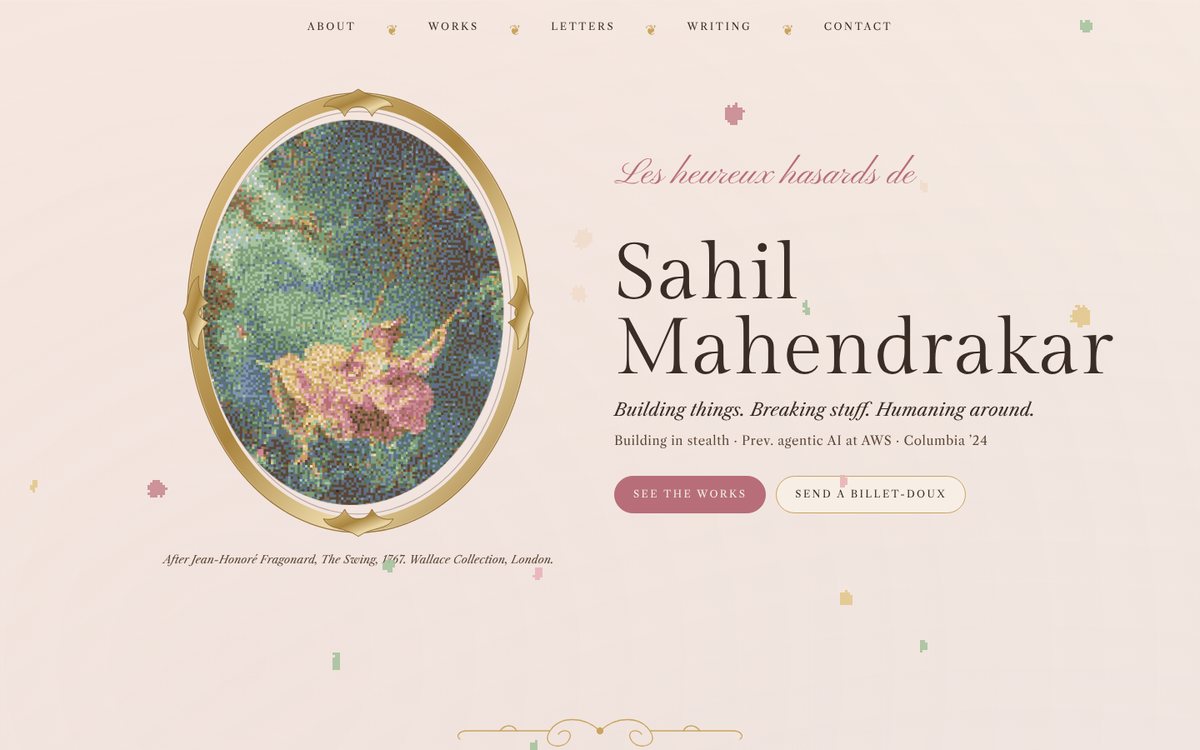 ABOUT ❦ WORKS ❦ LETTERS ❦ WRITING ❦ CONTACT
Les heureux hasards de
Sahil
Mahendrakar
Building things. Breaking stuff. Humaning around.
Building in stealth · Prev. agentic AI at AWS · Columbia ’24
SEE THE WORKS
SEND A BILLET-DOUX
After Jean-Honoré Fragonard, The Swing, 1767. Wallace Collection, London.